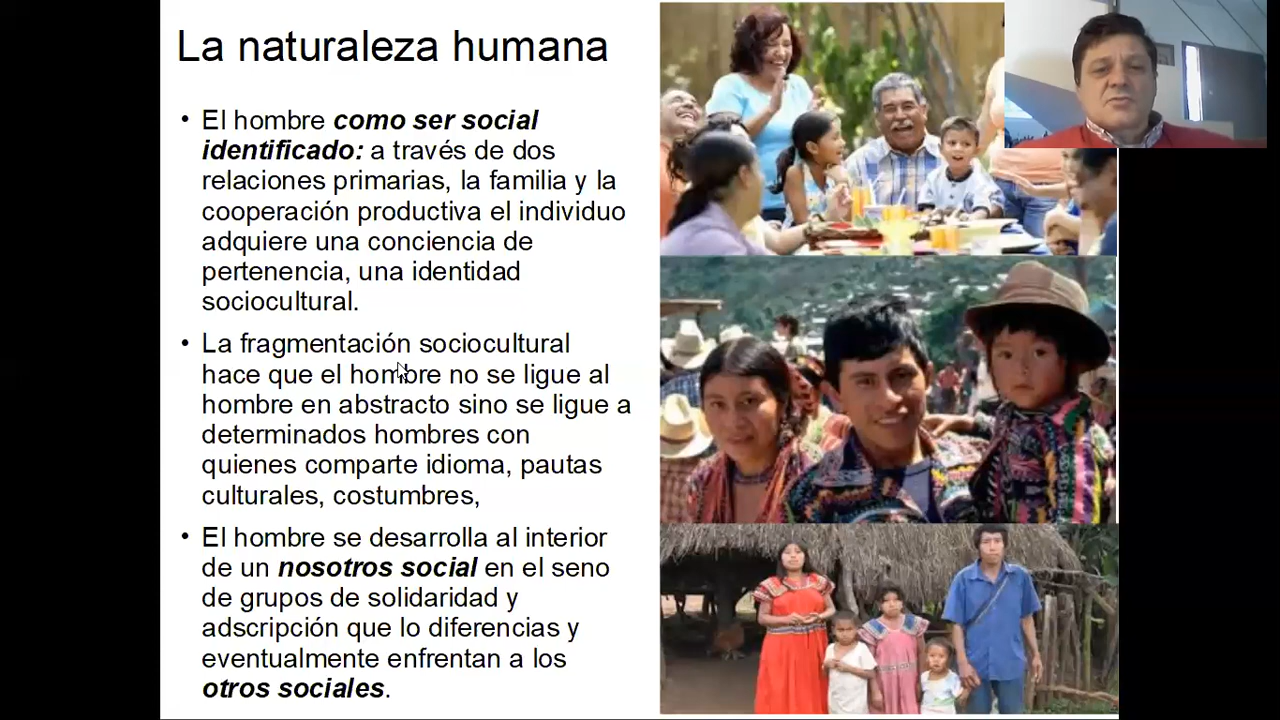 La naturaleza humana
• El hombre como ser social
identificado: a través de dos
relaciones primarias, la familia y la
cooperación productiva el individuo
adquiere una conciencia de
pertenencia, una identidad
sociocultural.
• La fragmentación sociocultural
hace que el hombre no se ligue al
hombre en abstracto sino se ligue a
determinados hombres con
quienes comparte idioma, pautas
culturales, costumbres,
• El hombre se desarrolla al interior
de un nosotros social en el seno
de grupos de solidaridad y
adscripción que lo diferencias y
eventualmente enfrentan a los
otros sociales.